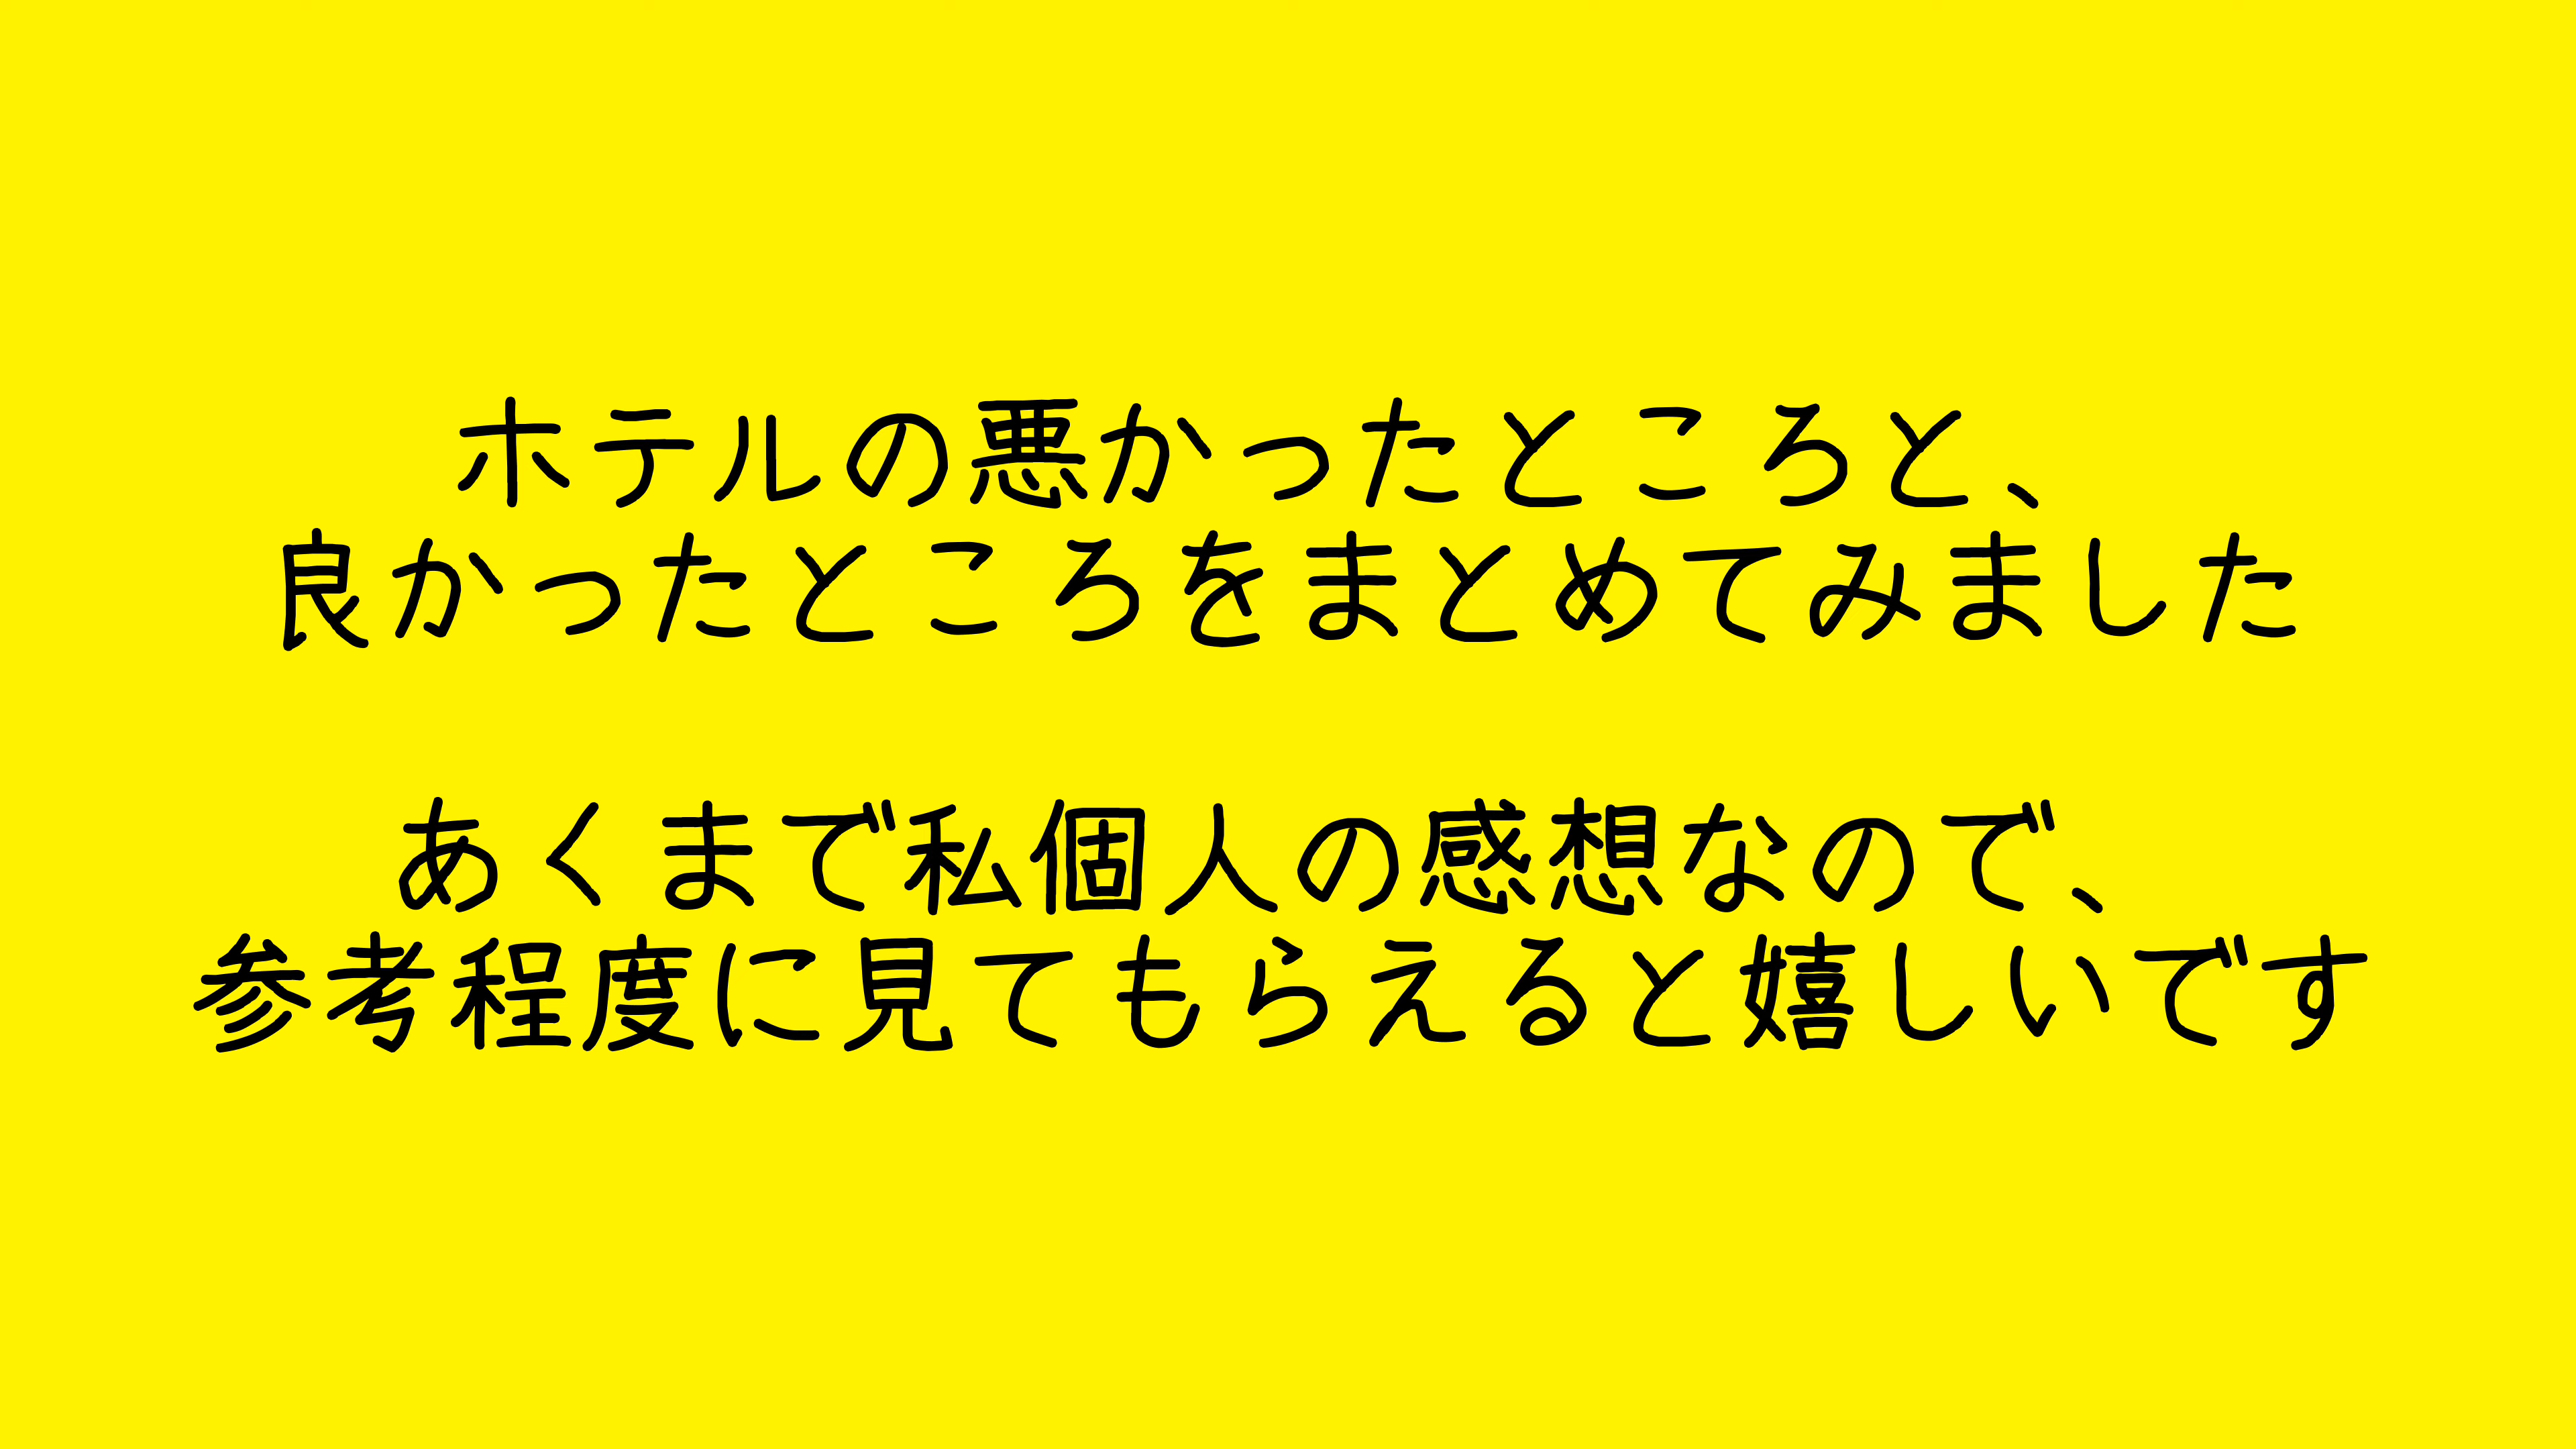 ホテルの悪かったところと、
良かったところをまとめてみました
あくまで私個人の感想なので、
参考程度に見てもらえると嬉しいです